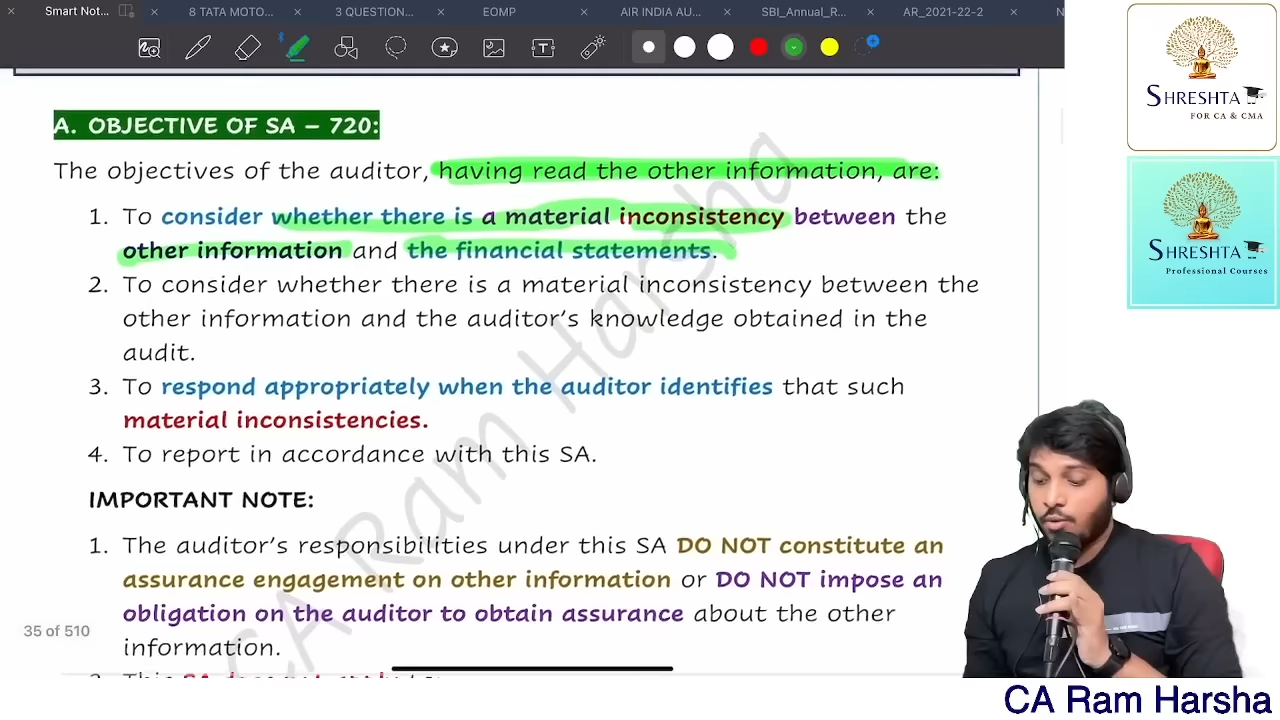 Smart Not...
8 TATA MOTO...
3 QUESTION...
EOMP
AIR INDIA AU...
SBI_Annual_R...
AR_2021-22-2
A. OBJECTIVE OF SA – 720:
The objectives of the auditor, having read the other information, are:
1. To consider whether there is a material inconsistency between the
other information and the financial statements.
2. To consider whether there is a material inconsistency between the
other information and the auditor's knowledge obtained in the
audit.
3. To respond appropriately when the auditor identifies that such
material inconsistencies.
4. To report in accordance with this SA.
IMPORTANT NOTE:
1. The auditor's responsibilities under this SA DO NOT constitute an
assurance engagement on other information or DO NOT impose an
obligation on the auditor to obtain assurance about the other
information.
35 of 510
CA Ram Harsha
SHRESHTA
FOR CA & CMA
SHRESHTA
Professional Courses
CA Ram Harsha